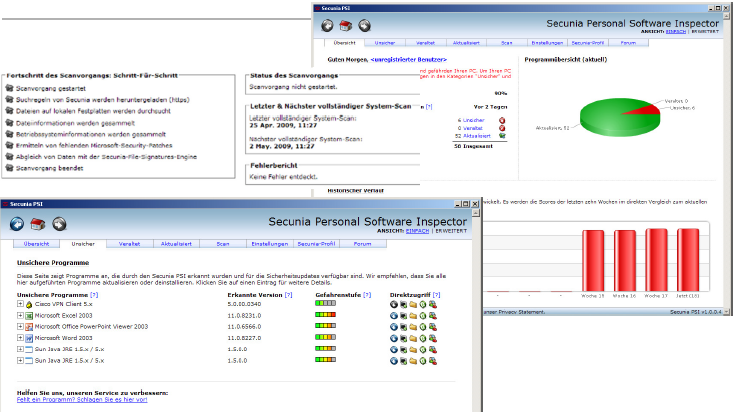 Secunia PSI
Secunia Personal Software Inspector
ANSICHT: EINFACH | ERWEITERT
Übersicht
Unsicher
Veraltet
Aktualisiert
Scan
Einstellungen
Secunia-Profil
Forum
Guten Morgen, <unregistrierter Benutzer>
Programmübersicht (aktuell)
sind gefährden Ihren PC. Um Ihren PC
gen in den Kategorien "Unsicher" und
90%
n [?]
Vor 2 Tagen
6 Unsicher
0 Veraltet
52 Aktualisiert
58 Insgesamt
Veraltet, 0
Unsicher, 6
Aktualisiert, 52
Historischer Verlauf
wickelt. Es werden die Scores der letzten zehn Wochen im direkten Vergleich zum aktuellen
-
-
-
Woche 15
Woche 16
Woche 17
Jetzt (18)
unser Privacy Statement.
Secunia PSI v1.0.0.4
Fortschritt des Scanvorgangs: Schritt-Für-Schritt
Scanvorgang gestartet
Suchregeln von Secunia werden heruntergeladen (https)
Dateien auf lokalen Festplatten werden durchsucht
Dateiinformationen werden gesammelt
Betriebssysteminformationen werden gesammelt
Ermitteln von fehlenden Microsoft-Security-Patches
Abgleich von Daten mit der Secunia-File-Signatures-Engine
Scanvorgang beendet
Status des Scanvorgangs
Scanvorgang nicht gestartet.
Letzter & Nächster vollständiger System-Scan
Letzter vollständiger System-Scan:
25 Apr. 2009, 11:27
Nächster vollständiger System-Scan:
2 May. 2009, 11:27
Fehlerbericht
Keine Fehler entdeckt.
Secunia PSI
Secunia Personal Software Inspector
ANSICHT: EINFACH | ERWEITERT
Übersicht
Unsicher
Veraltet
Aktualisiert
Scan
Einstellungen
Secunia-Profil
Forum
Unsichere Programme
Diese Seite zeigt Programme an, die durch den Secunia PSI erkannt wurden und für die Sicherheitsupdates verfügbar sind. Wir empfehlen, dass Sie alle
hier aufgeführten Programme aktualisieren oder deinstallieren. Klicken Sie auf einen Eintrag für weitere Details.
Unsichere Programme [?]
Erkannte Version [?]
Gefahrenstufe [?]
Direktzugriff [?]
Cisco VPN Client 5.x
5.0.00.0340
Microsoft Excel 2003
11.0.8231.0
Microsoft Office PowerPoint Viewer 2003
11.0.6566.0
Microsoft Word 2003
11.0.8227.0
Sun Java JRE 1.5.x / 5.x
1.5.0.0
Sun Java JRE 1.5.x / 5.x
1.5.0.0
Helfen Sie uns, unseren Service zu verbessern:
Fehlt ein Programm? Schlagen Sie es hier vor!